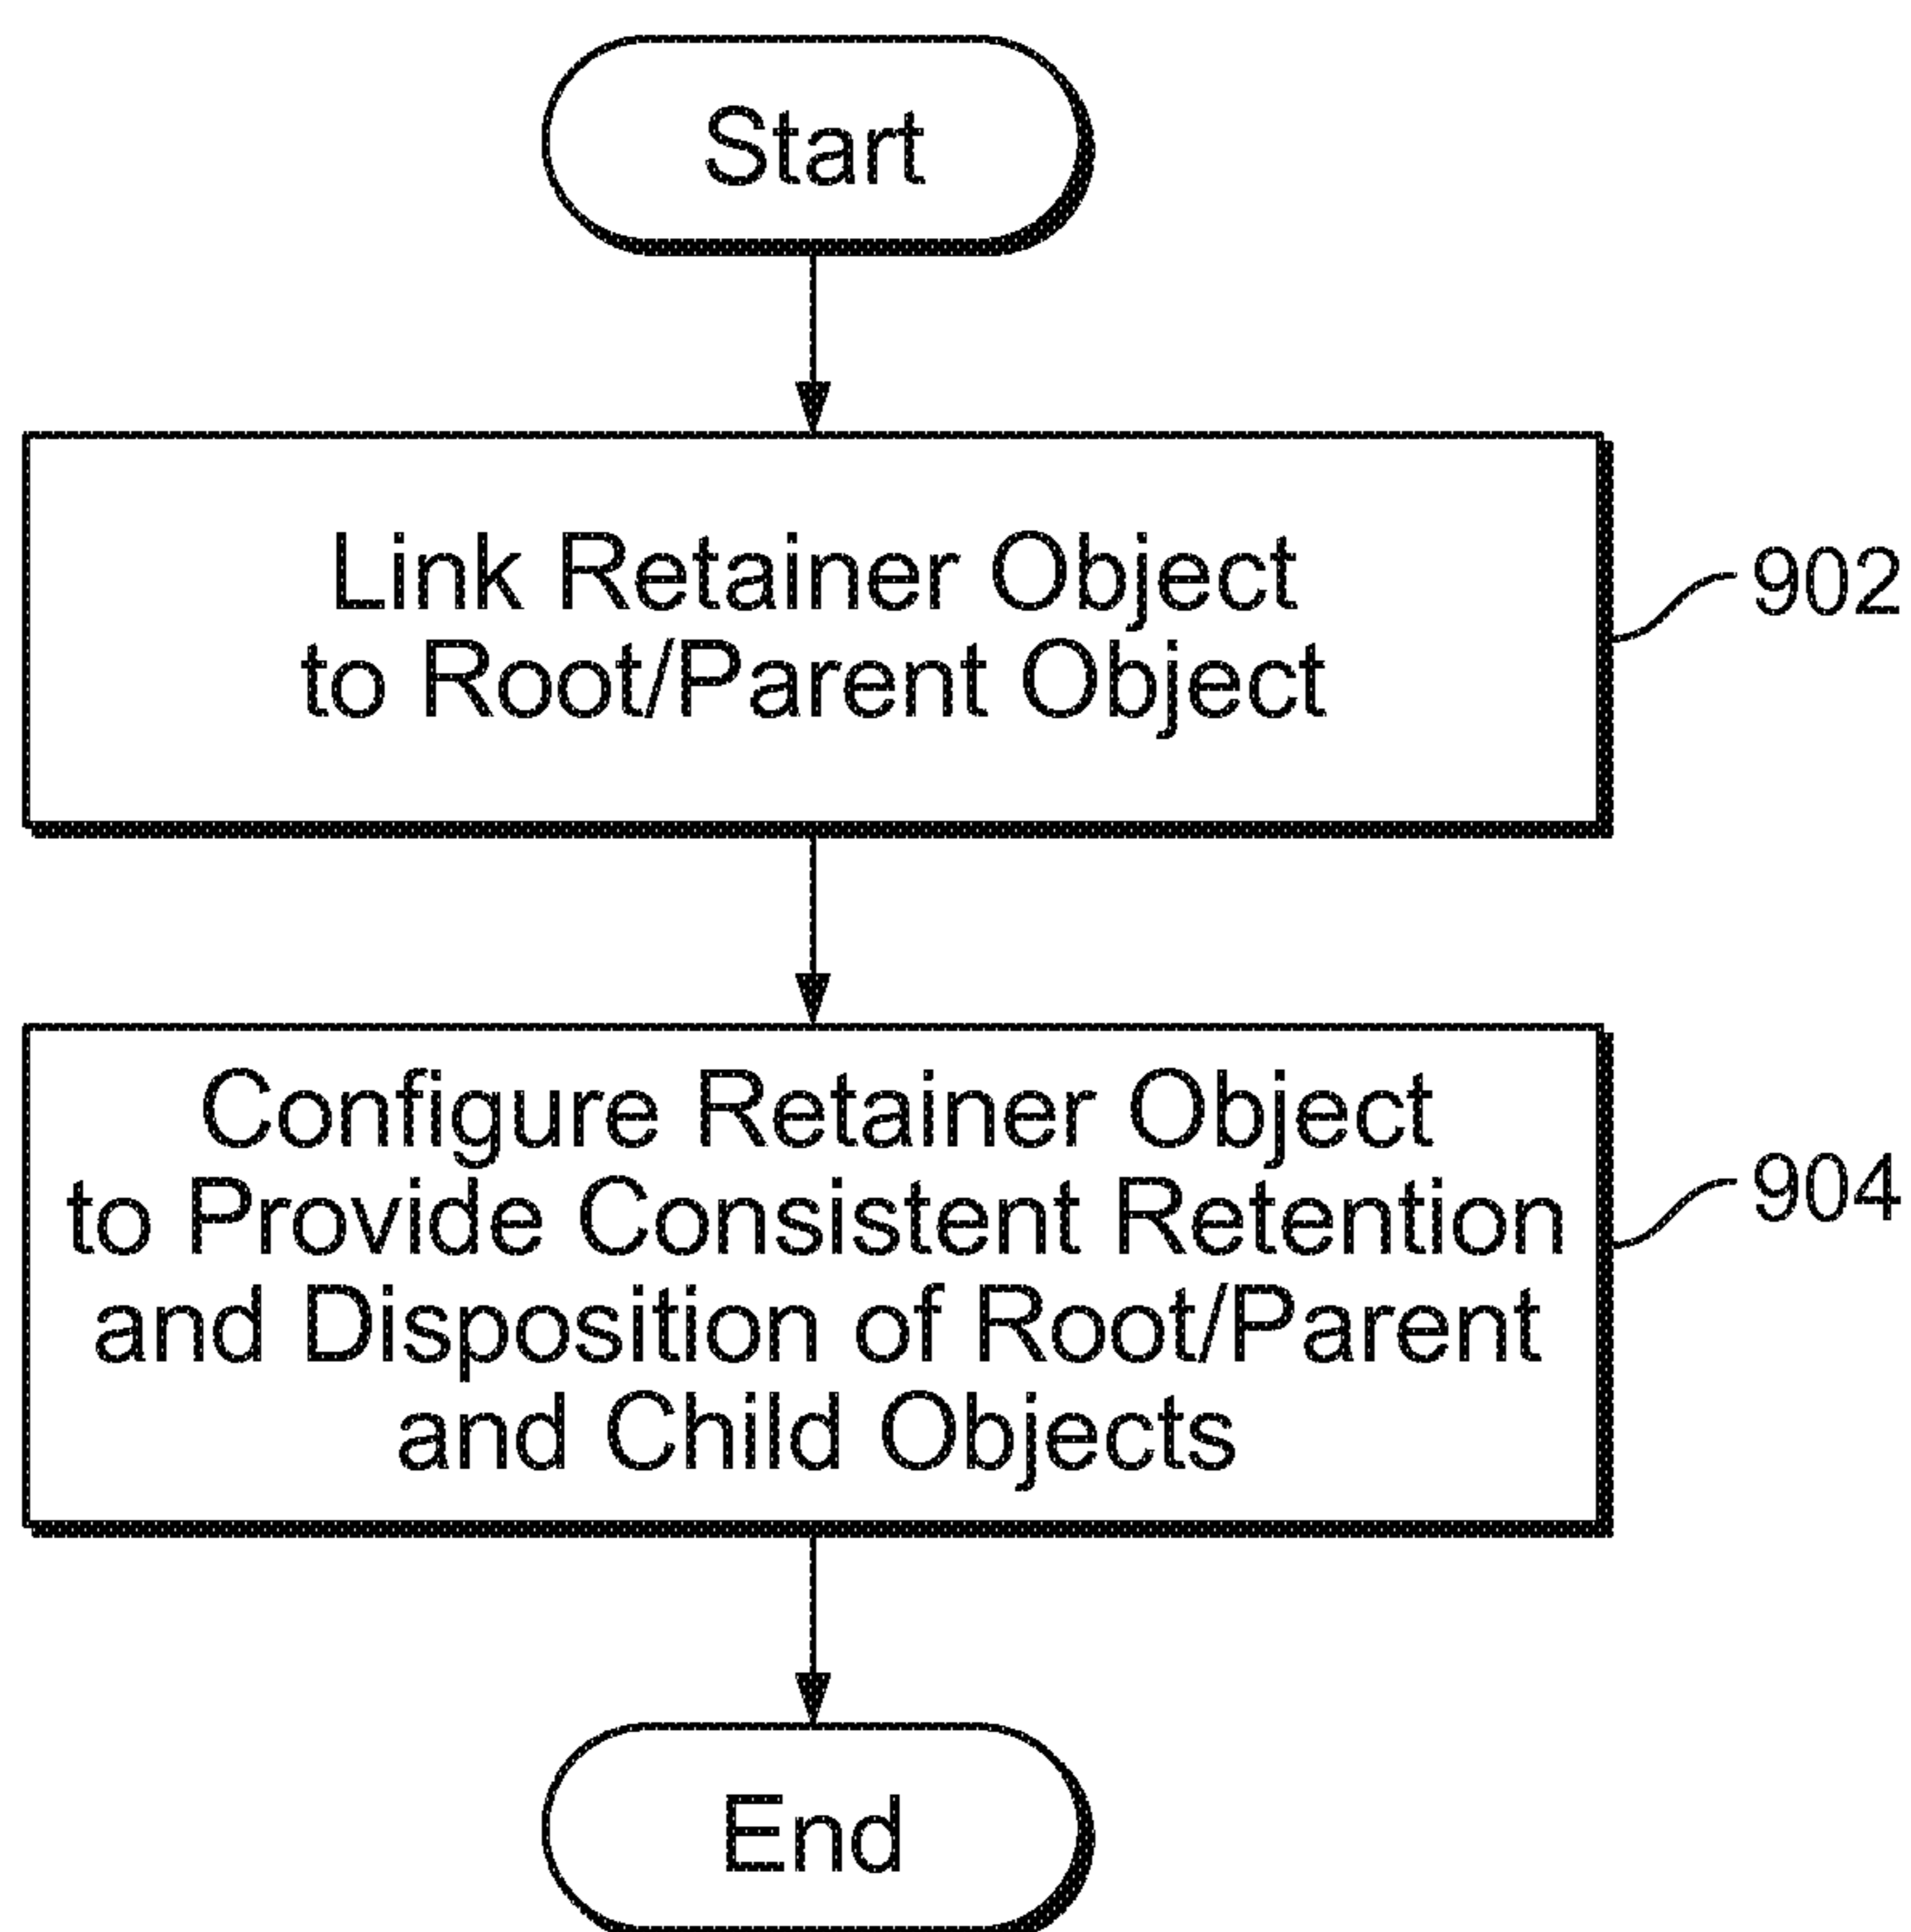 Start
Link Retainer Object
to Root/Parent Object
902
Configure Retainer Object
to Provide Consistent Retention
and Disposition of Root/Parent
and Child Objects
904
End